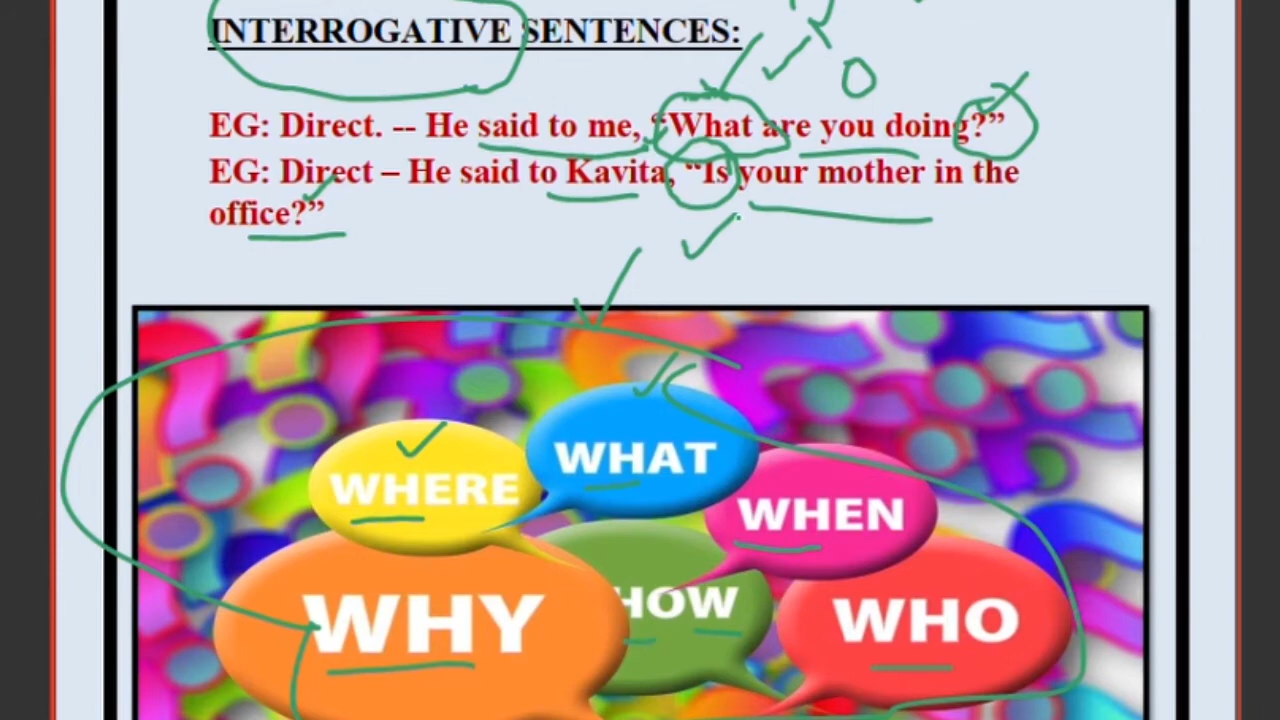 INTERROGATIVE SENTENCES:
EG: Direct. -- He said to me, “What are you doing?”
EG: Direct – He said to Kavita, “Is your mother in the
office?”
WHERE
WHAT
WHEN
WHY
HOW
WHO